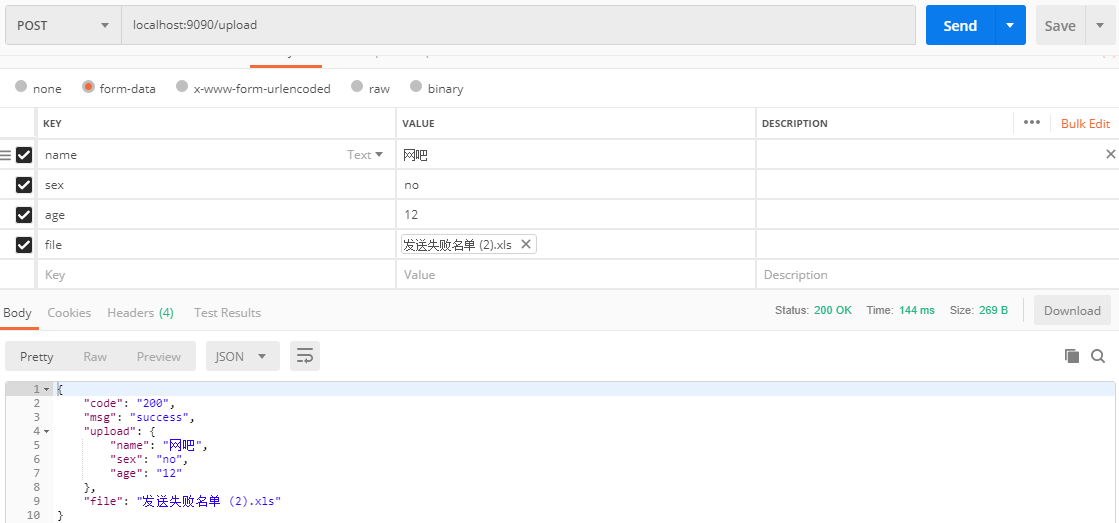 POST localhost:9090/upload Send Save
none form-data x-www-form-urlencoded raw binary
KEY VALUE DESCRIPTION ••• Bulk Edit
name Text 网吧
sex no
age 12
file 发送失败名单 (2).xls
Key Value Description
Body Cookies Headers (4) Test Results Status: 200 OK Time: 144 ms Size: 269 B Download
Pretty Raw Preview JSON
1 {
2 "code": "200",
3 "msg": "success",
4 "upload": {
5 "name": "网吧",
6 "sex": "no",
7 "age": "12"
8 },
9 "file": "发送失败名单 (2).xls"
10 }